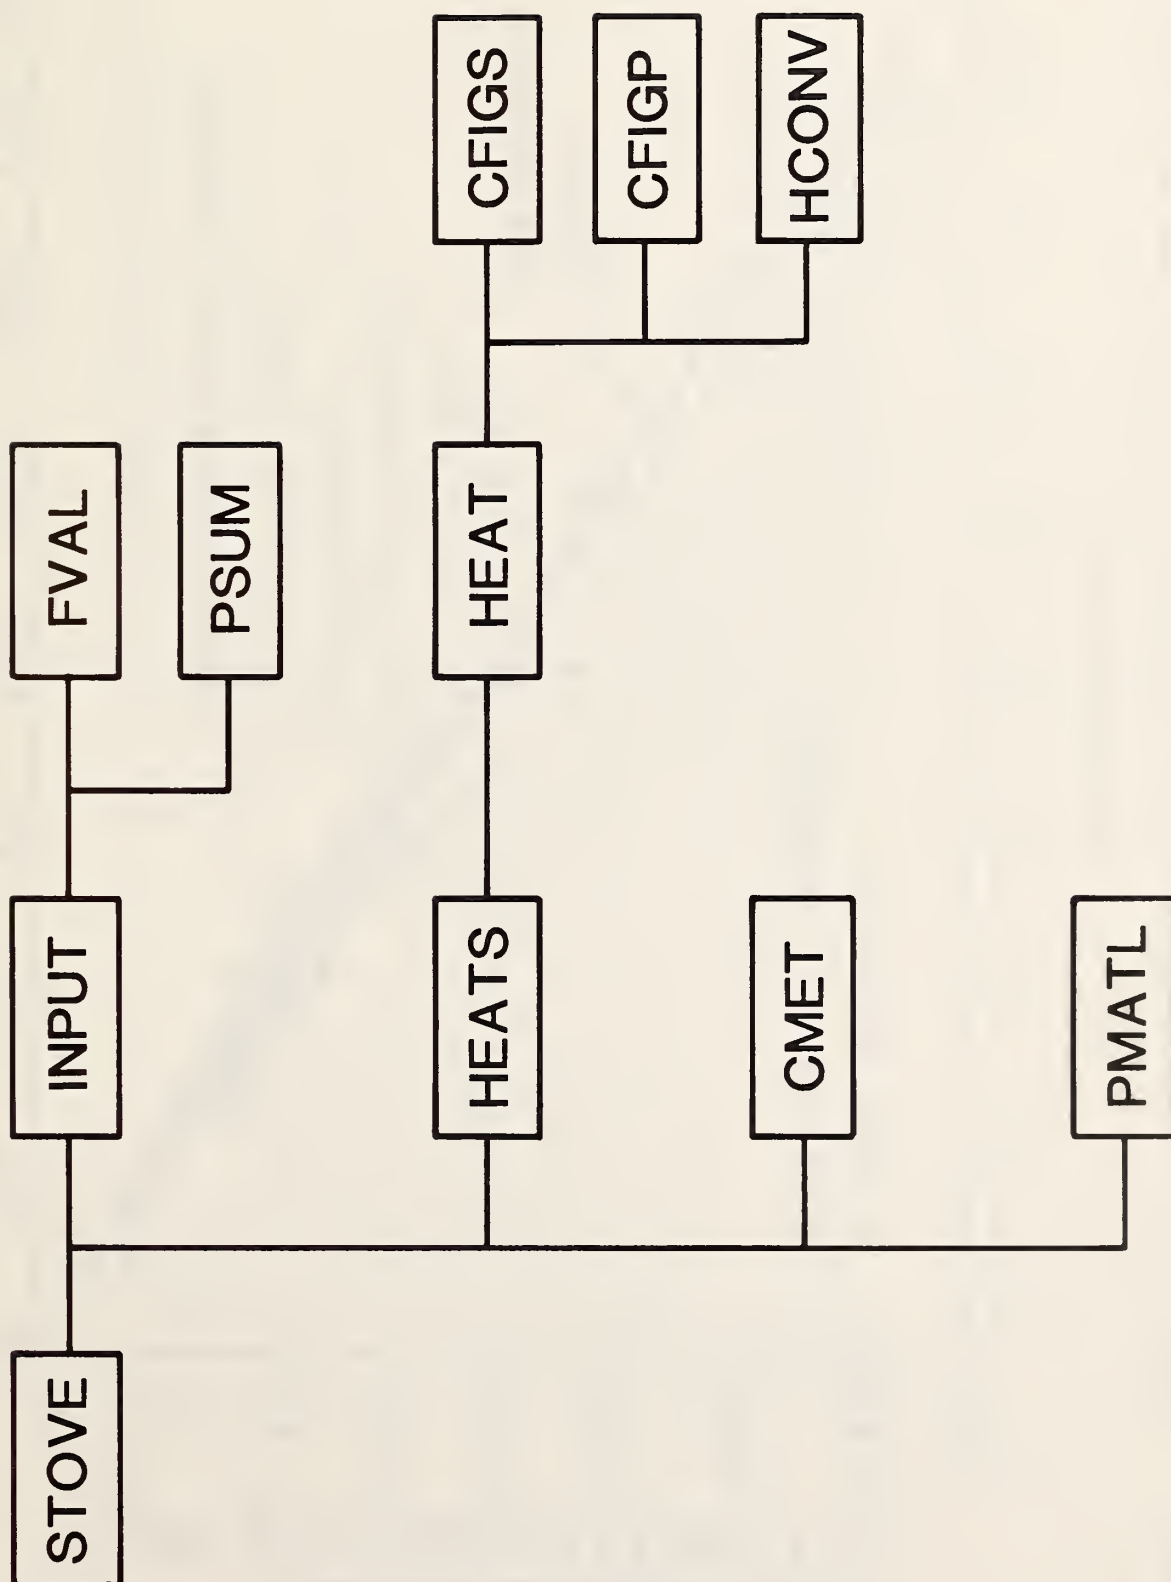 STOVE
INPUT
FVAL
PSUM
HEATS
HEAT
CFIGS
CFIGP
HCONV
CMET
PMATL